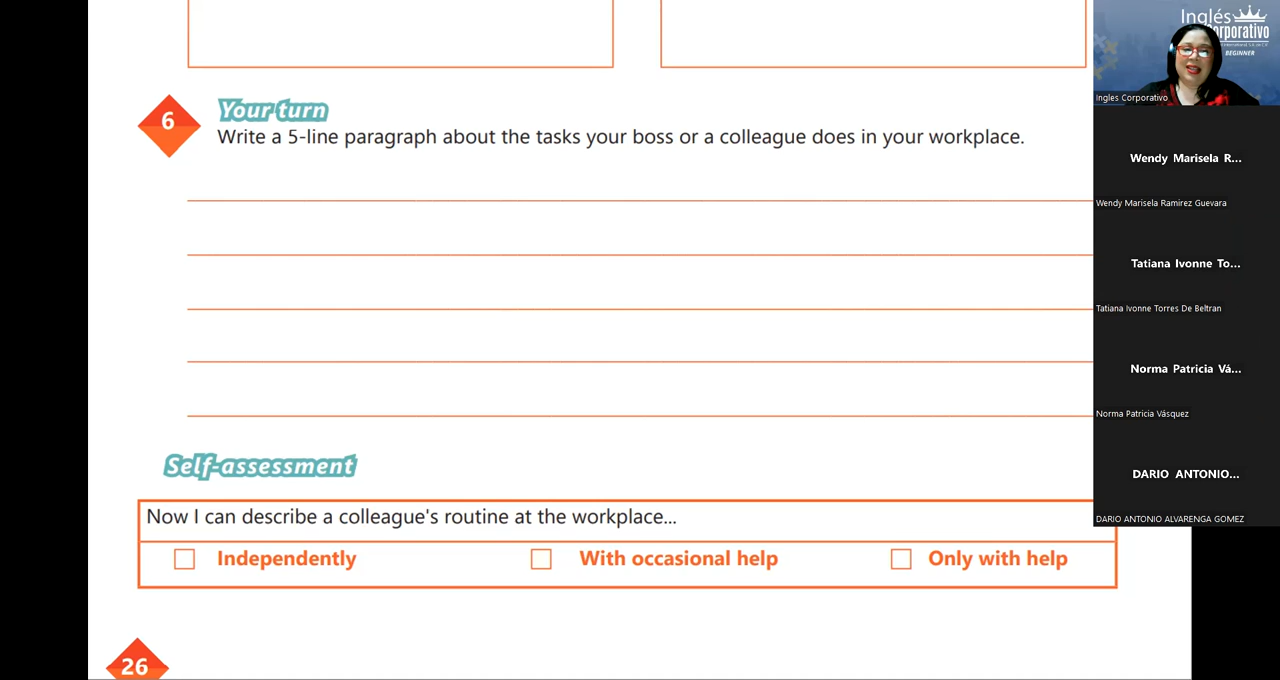 6
Your turn
Write a 5-line paragraph about the tasks your boss or a colleague does in your workplace.
Self-assessment
Now I can describe a colleague's routine at the workplace...
Independently
With occasional help
Only with help
26
Inglés
Corporativo
BEGINNER
Ingles Corporativo
Wendy Marisela R...
Wendy Marisela Ramirez Guevara
Tatiana Ivonne To...
Tatiana Ivonne Torres De Beltran
Norma Patricia Vá...
Norma Patricia Vásquez
DARIO ANTONIO...
DARIO ANTONIO ALVARENGA GOMEZ